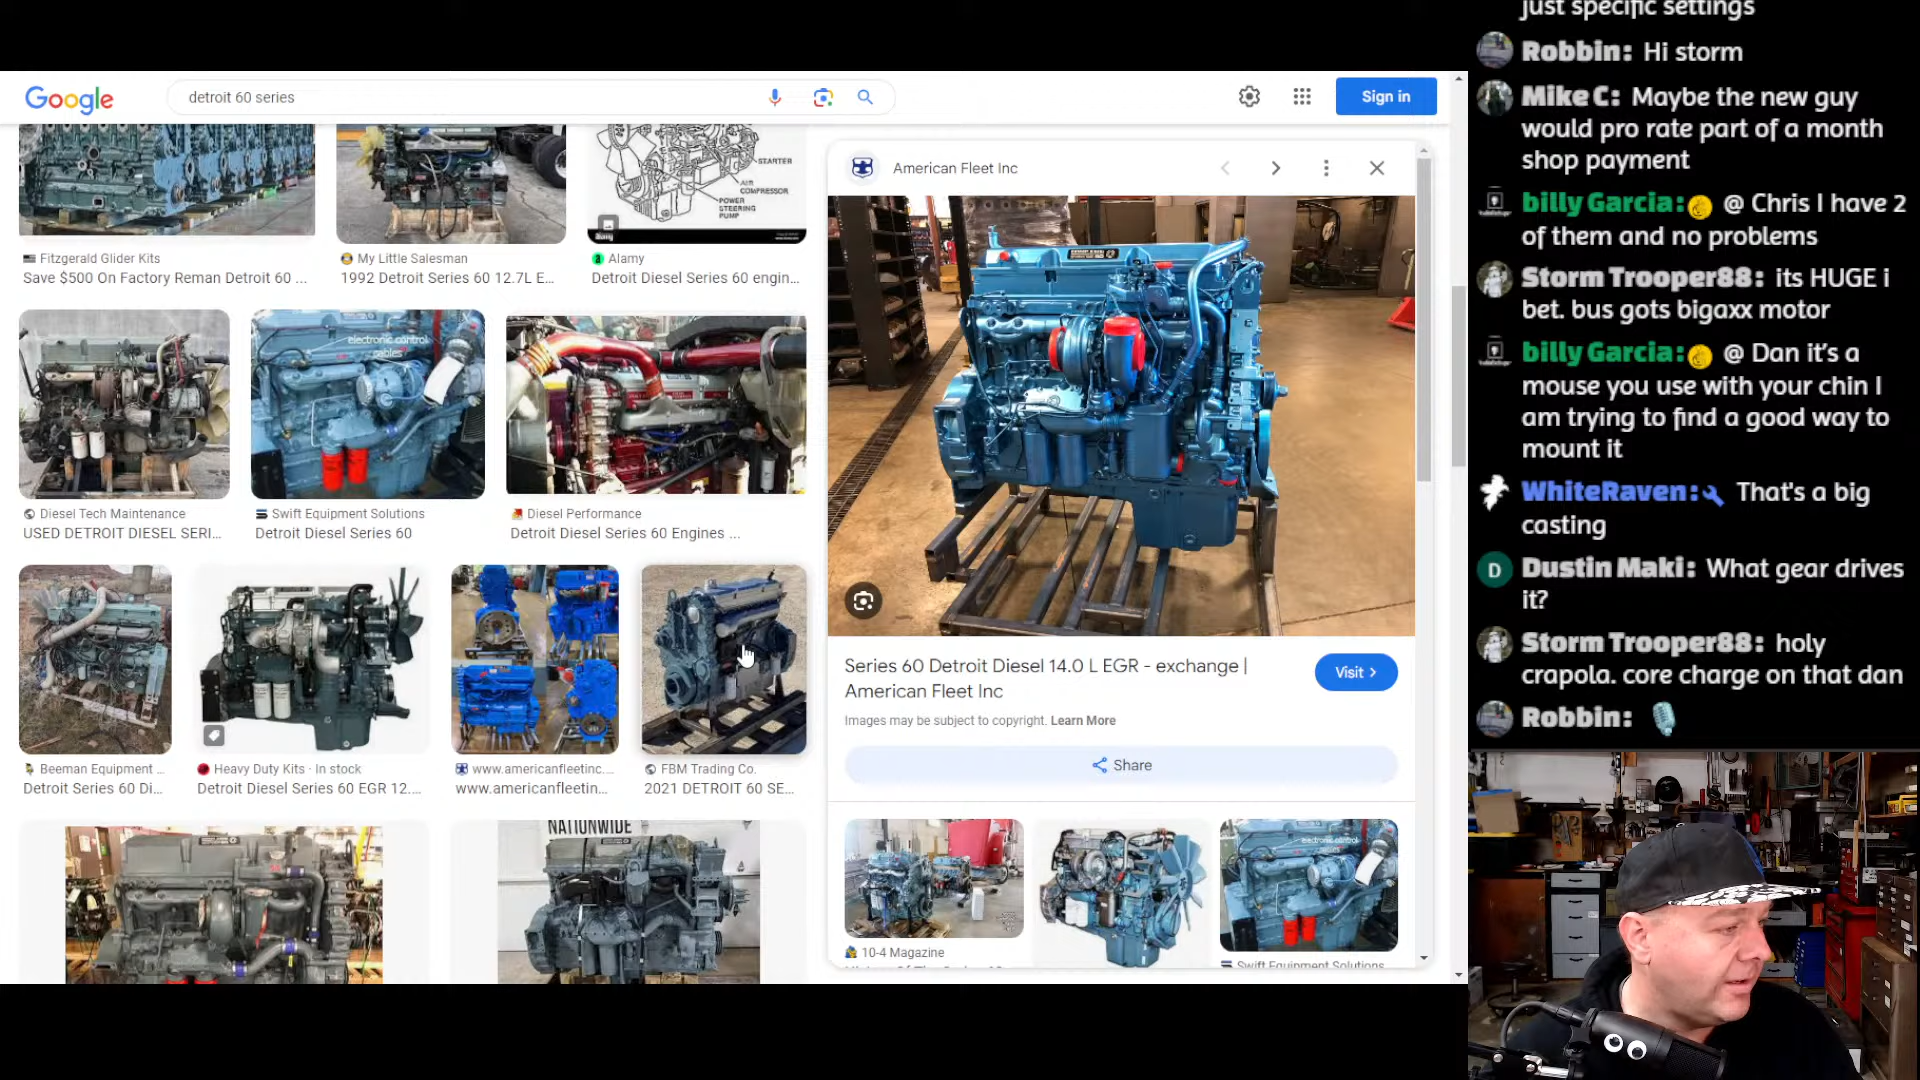 Google
detroit 60 series
Sign in
STARTER
AIR
COMPRESSOR
POWER
STEERING
PUMP
alamy
Fitzgerald Glider Kits
Save $500 On Factory Reman Detroit 60 ...
My Little Salesman
1992 Detroit Series 60 12.7L E...
Alamy
Detroit Diesel Series 60 engin...
electronic control
cables
Diesel Tech Maintenance
USED DETROIT DIESEL SERI...
Swift Equipment Solutions
Detroit Diesel Series 60
Diesel Performance
Detroit Diesel Series 60 Engines ...
Beeman Equipment ...
Detroit Series 60 Di...
Heavy Duty Kits · In stock
Detroit Diesel Series 60 EGR 12....
www.americanfleetinc....
www.americanfleetin...
FBM Trading Co.
2021 DETROIT 60 SE...
NATIONWIDE
American Fleet Inc
Series 60 Detroit Diesel 14.0 L EGR - exchange |
American Fleet Inc
Visit
Images may be subject to copyright. Learn More
Share
electronic control
10-4 Magazine
Swift Equipment Solutions
just specific settings
Robbin: Hi storm
Mike C: Maybe the new guy
would pro rate part of a month
shop payment
billy Garcia: @ Chris I have 2
of them and no problems
Storm Trooper88: its HUGE i
bet. bus gots bigaxx motor
billy Garcia: @ Dan it's a
mouse you use with your chin I
am trying to find a good way to
mount it
WhiteRaven: That's a big
casting
D
Dustin Maki: What gear drives
it?
Storm Trooper88: holy
crapola. core charge on that dan
Robbin: